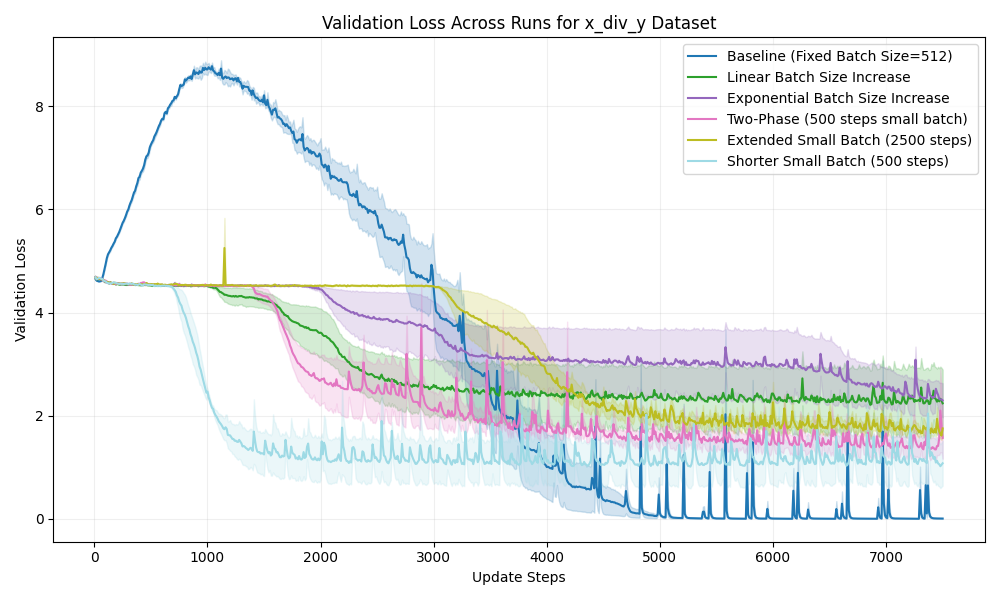 Validation Loss Across Runs for x_div_y Dataset
Baseline (Fixed Batch Size=512)
Linear Batch Size Increase
Exponential Batch Size Increase
Two-Phase (500 steps small batch)
Extended Small Batch (2500 steps)
Shorter Small Batch (500 steps)
Validation Loss
8
6
4
2
0
0 1000 2000 3000 4000 5000 6000 7000
Update Steps